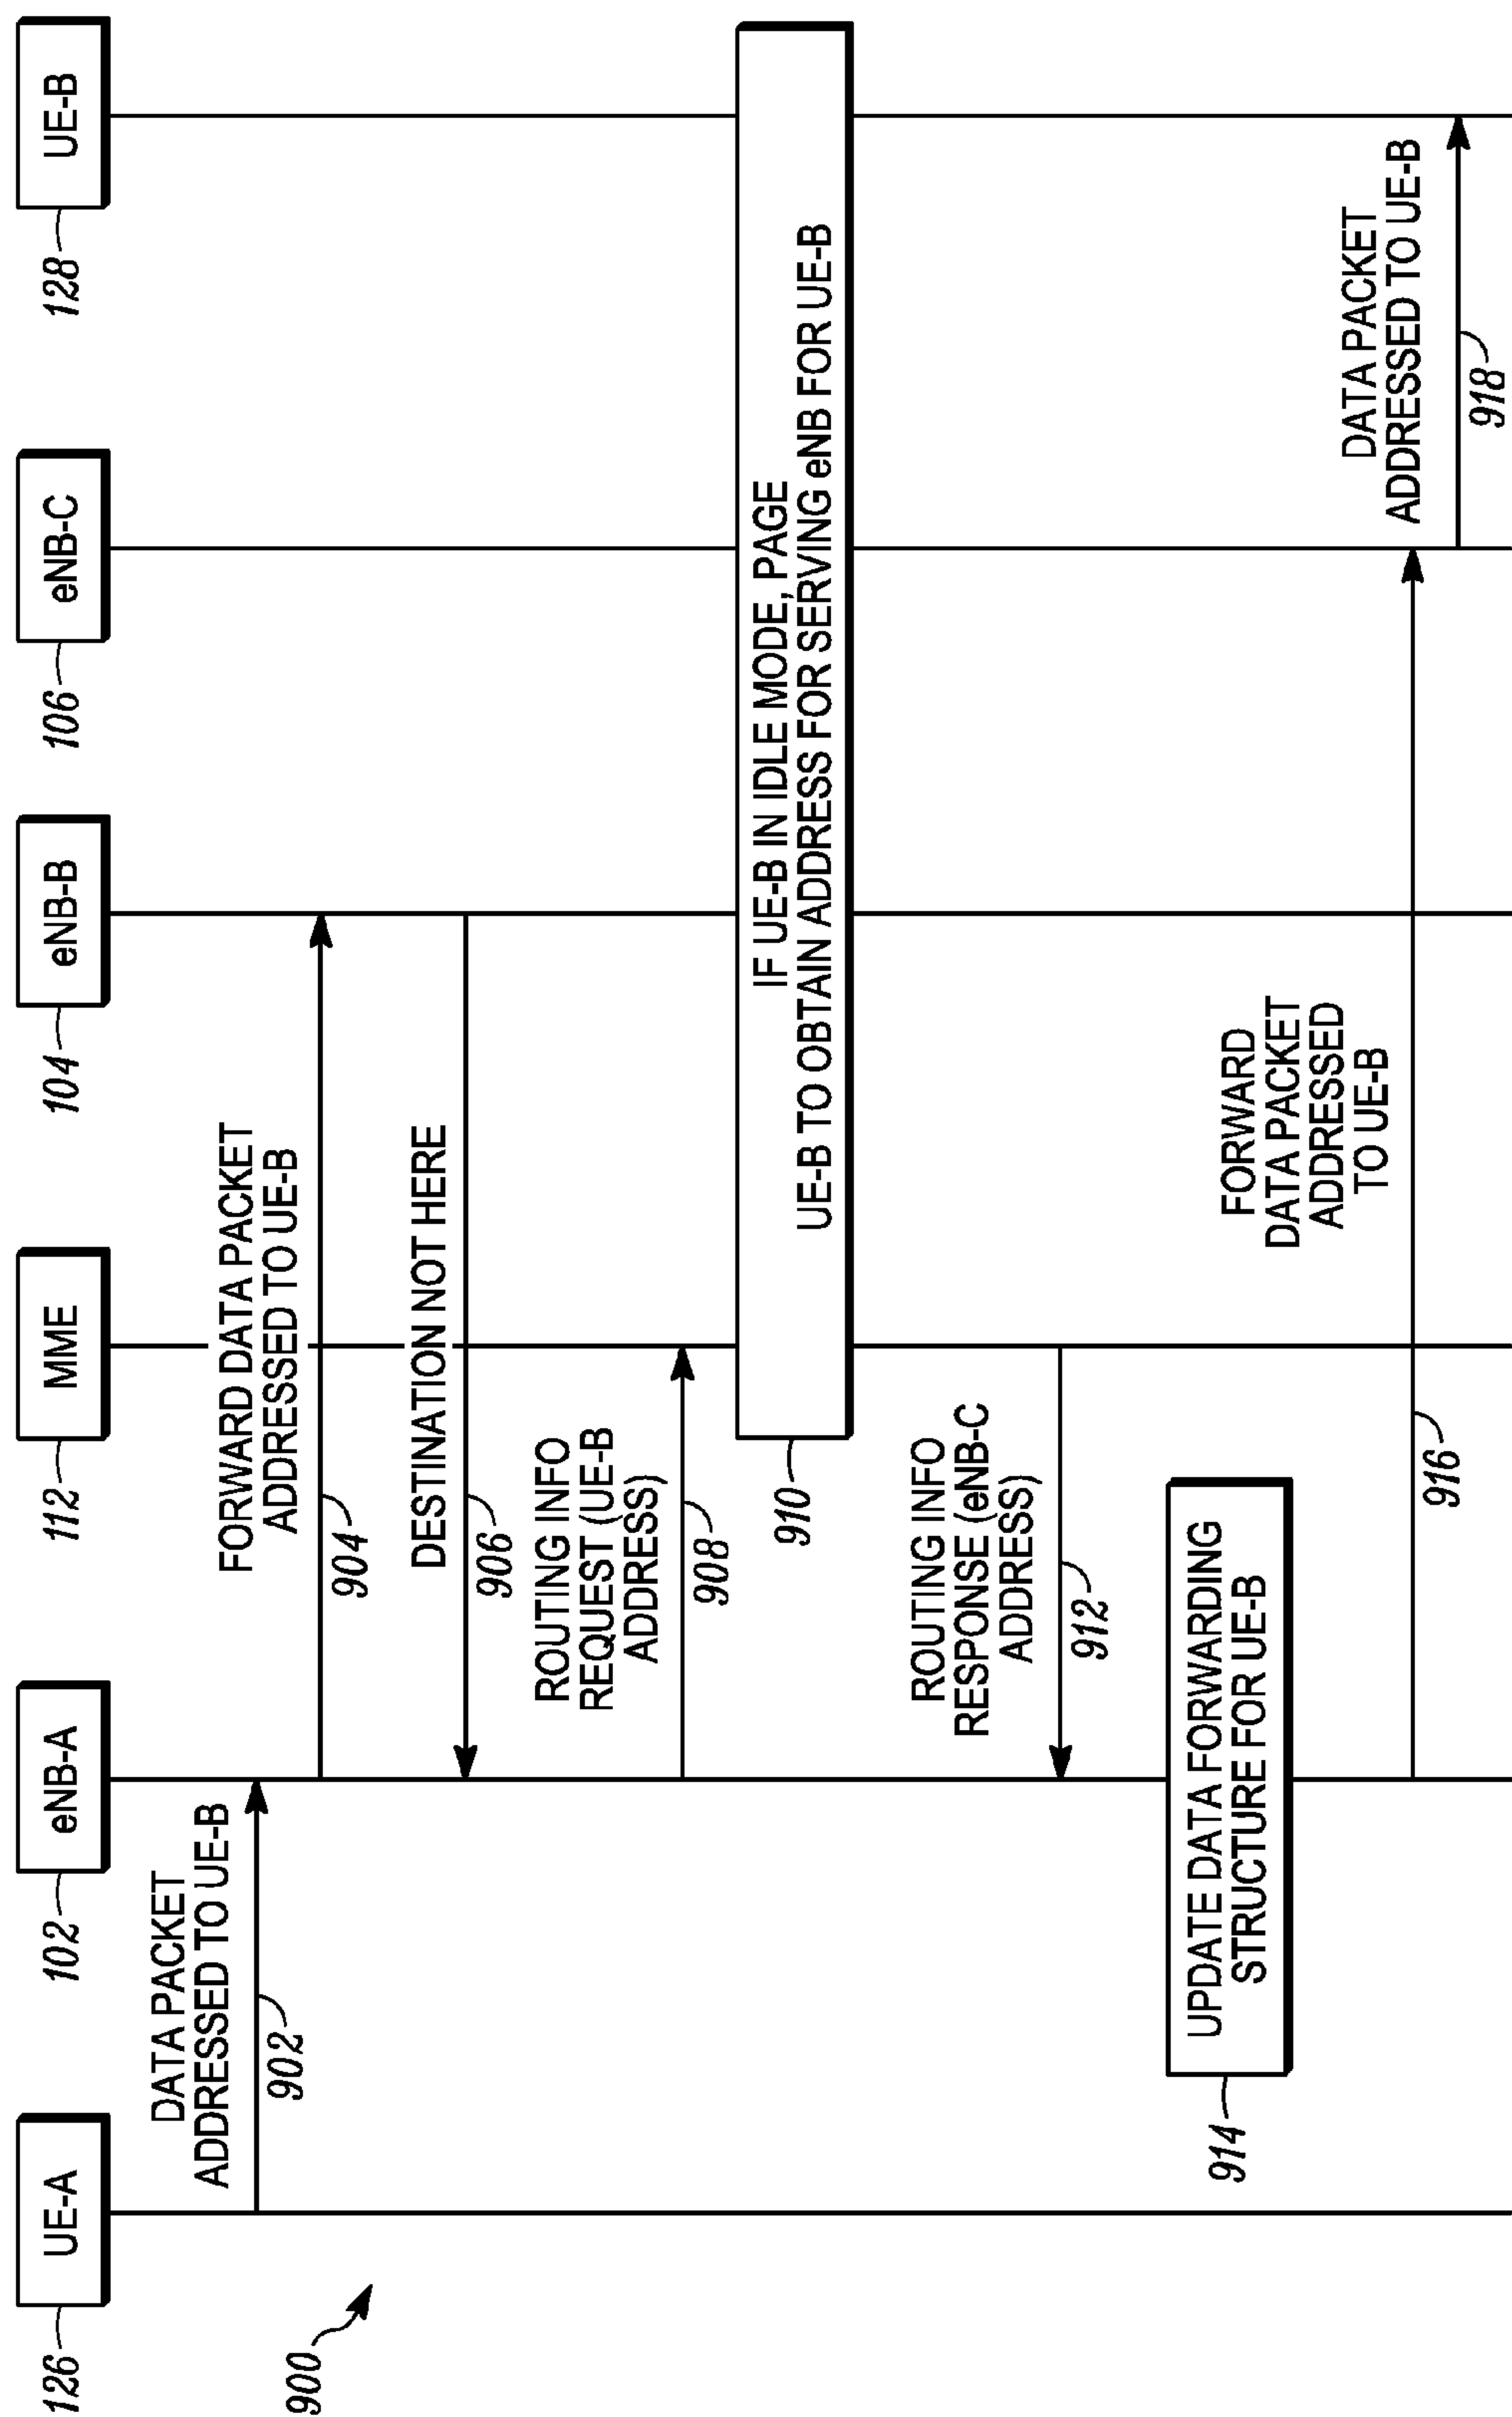 UE-A
eNB-A
MME
eNB-B
eNB-C
UE-B
126
102
112
104
106
128
900
DATA PACKET
ADDRESSED TO UE-B
902
FORWARD DATA PACKET
ADDRESSED TO UE-B
904
DESTINATION NOT HERE
906
ROUTING INFO
REQUEST (UE-B
ADDRESS)
908
IF UE-B IN IDLE MODE, PAGE
UE-B TO OBTAIN ADDRESS FOR SERVING eNB FOR UE-B
910
ROUTING INFO
RESPONSE (eNB-C
ADDRESS)
912
UPDATE DATA FORWARDING
STRUCTURE FOR UE-B
914
FORWARD
DATA PACKET
ADDRESSED
TO UE-B
916
DATA PACKET
ADDRESSED TO UE-B
918